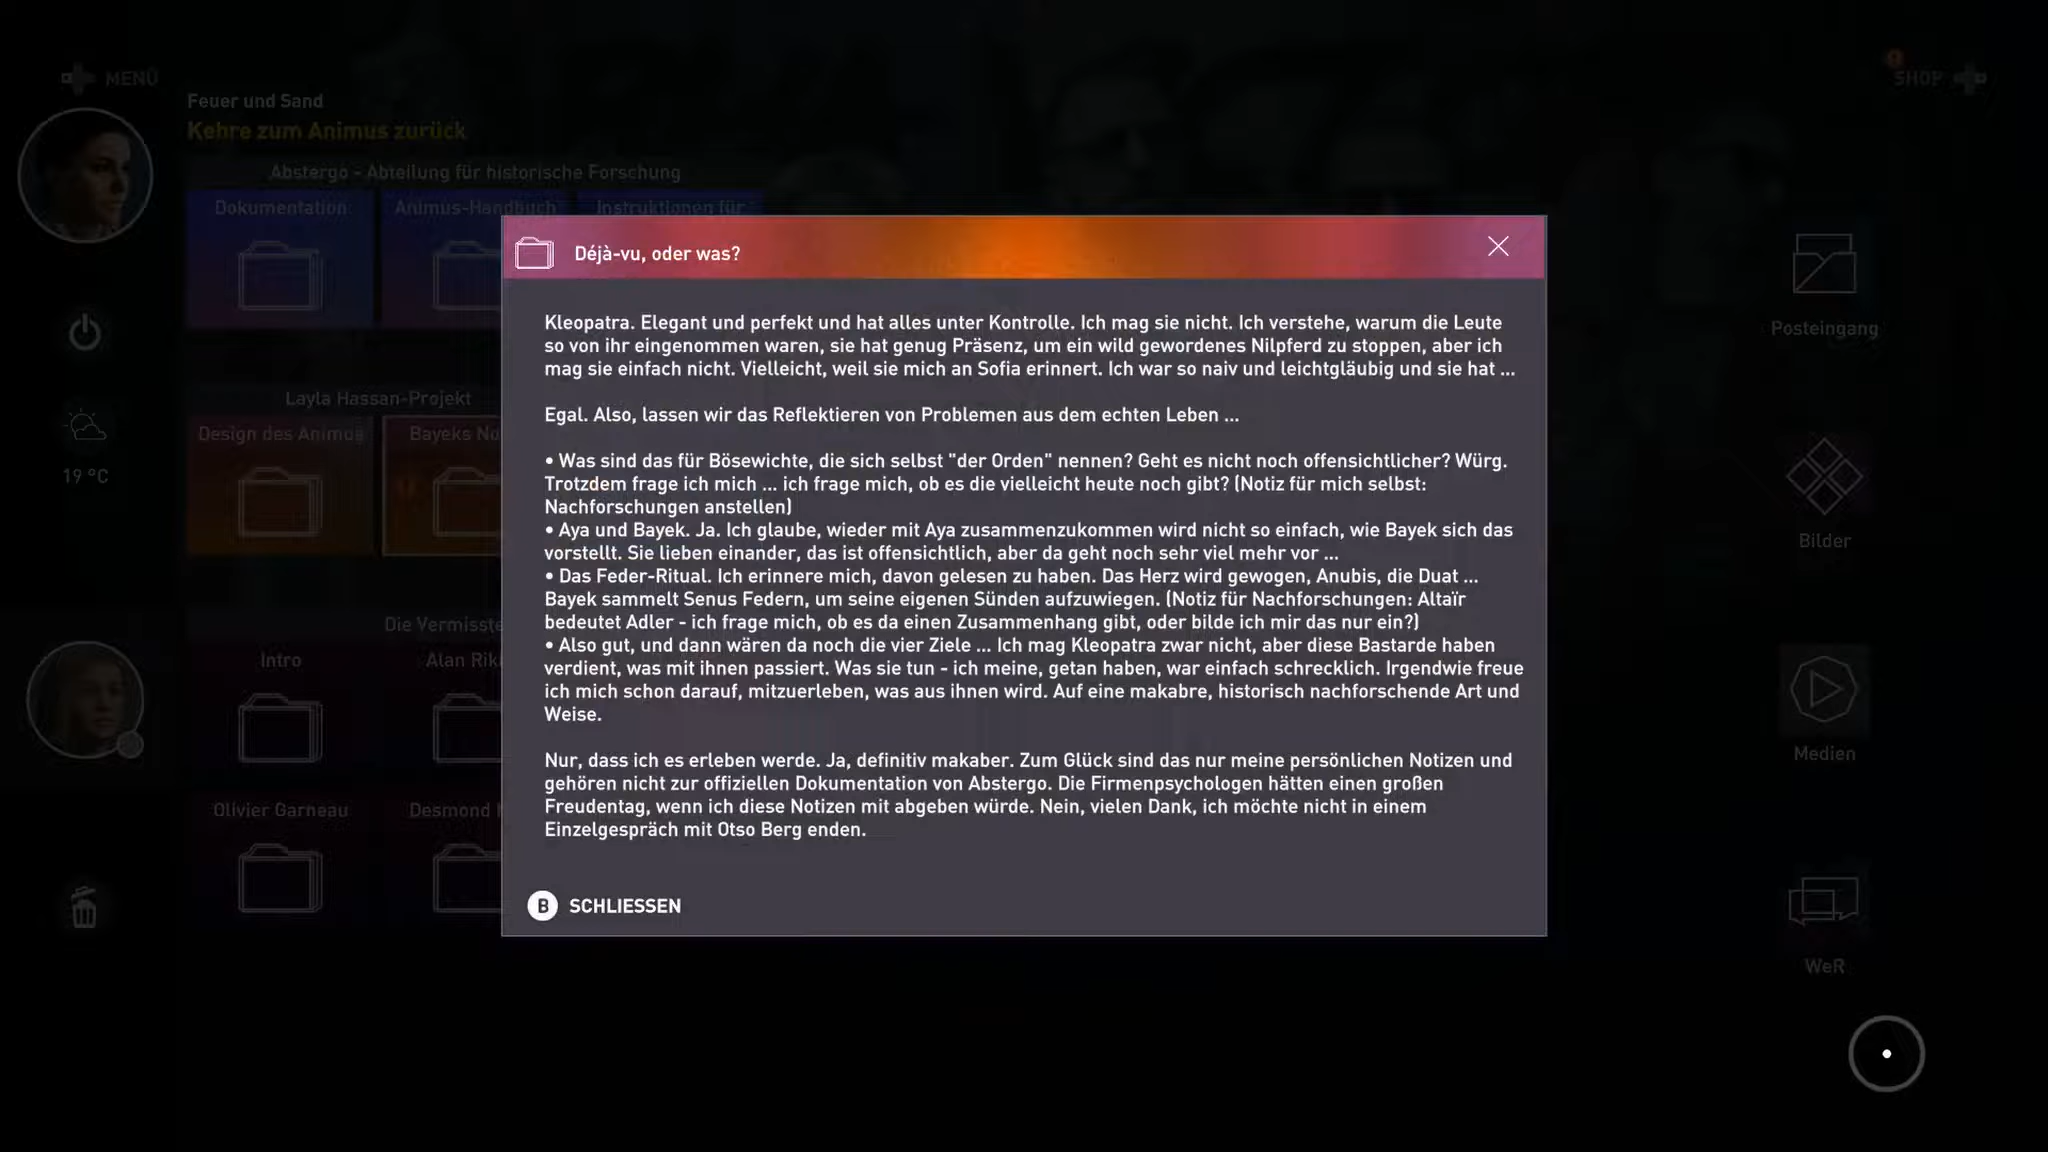 MENÜ
SHOP
Feuer und Sand
Kehre zum Animus zurück
Abstergo - Abteilung für historische Forschung
Dokumentation
Animus-Handbuch
Instruktionen für
Déjà-vu, oder was?
Kleopatra. Elegant und perfekt und hat alles unter Kontrolle. Ich mag sie nicht. Ich verstehe, warum die Leute
so von ihr eingenommen waren, sie hat genug Präsenz, um ein wild gewordenes Nilpferd zu stoppen, aber ich
mag sie einfach nicht. Vielleicht, weil sie mich an Sofia erinnert. Ich war so naiv und leichtgläubig und sie hat ...
Egal. Also, lassen wir das Reflektieren von Problemen aus dem echten Leben ...
• Was sind das für Bösewichte, die sich selbst "der Orden" nennen? Geht es nicht noch offensichtlicher? Würg.
Trotzdem frage ich mich ... ich frage mich, ob es die vielleicht heute noch gibt? (Notiz für mich selbst:
Nachforschungen anstellen)
• Aya und Bayek. Ja. Ich glaube, wieder mit Aya zusammenzukommen wird nicht so einfach, wie Bayek sich das
vorstellt. Sie lieben einander, das ist offensichtlich, aber da geht noch sehr viel mehr vor ...
• Das Feder-Ritual. Ich erinnere mich, davon gelesen zu haben. Das Herz wird gewogen, Anubis, die Duat ...
Bayek sammelt Senus Federn, um seine eigenen Sünden aufzuwiegen. (Notiz für Nachforschungen: Altaïr
bedeutet Adler - ich frage mich, ob es da einen Zusammenhang gibt, oder bilde ich mir das nur ein?)
• Also gut, und dann wären da noch die vier Ziele ... Ich mag Kleopatra zwar nicht, aber diese Bastarde haben
verdient, was mit ihnen passiert. Was sie tun - ich meine, getan haben, war einfach schrecklich. Irgendwie freue
ich mich schon darauf, mitzuerleben, was aus ihnen wird. Auf eine makabre, historisch nachforschende Art und
Weise.
Nur, dass ich es erleben werde. Ja, definitiv makaber. Zum Glück sind das nur meine persönlichen Notizen und
gehören nicht zur offiziellen Dokumentation von Abstergo. Die Firmenpsychologen hätten einen großen
Freudentag, wenn ich diese Notizen mit abgeben würde. Nein, vielen Dank, ich möchte nicht in einem
Einzelgespräch mit Otso Berg enden.
B SCHLIESSEN
Layla Hassan-Projekt
Design des Animus
Bayeks No
19 °C
Die Vermisste
Intro
Alan Rik
Olivier Garneau
Desmond M
Posteingang
Bilder
Medien
WeR